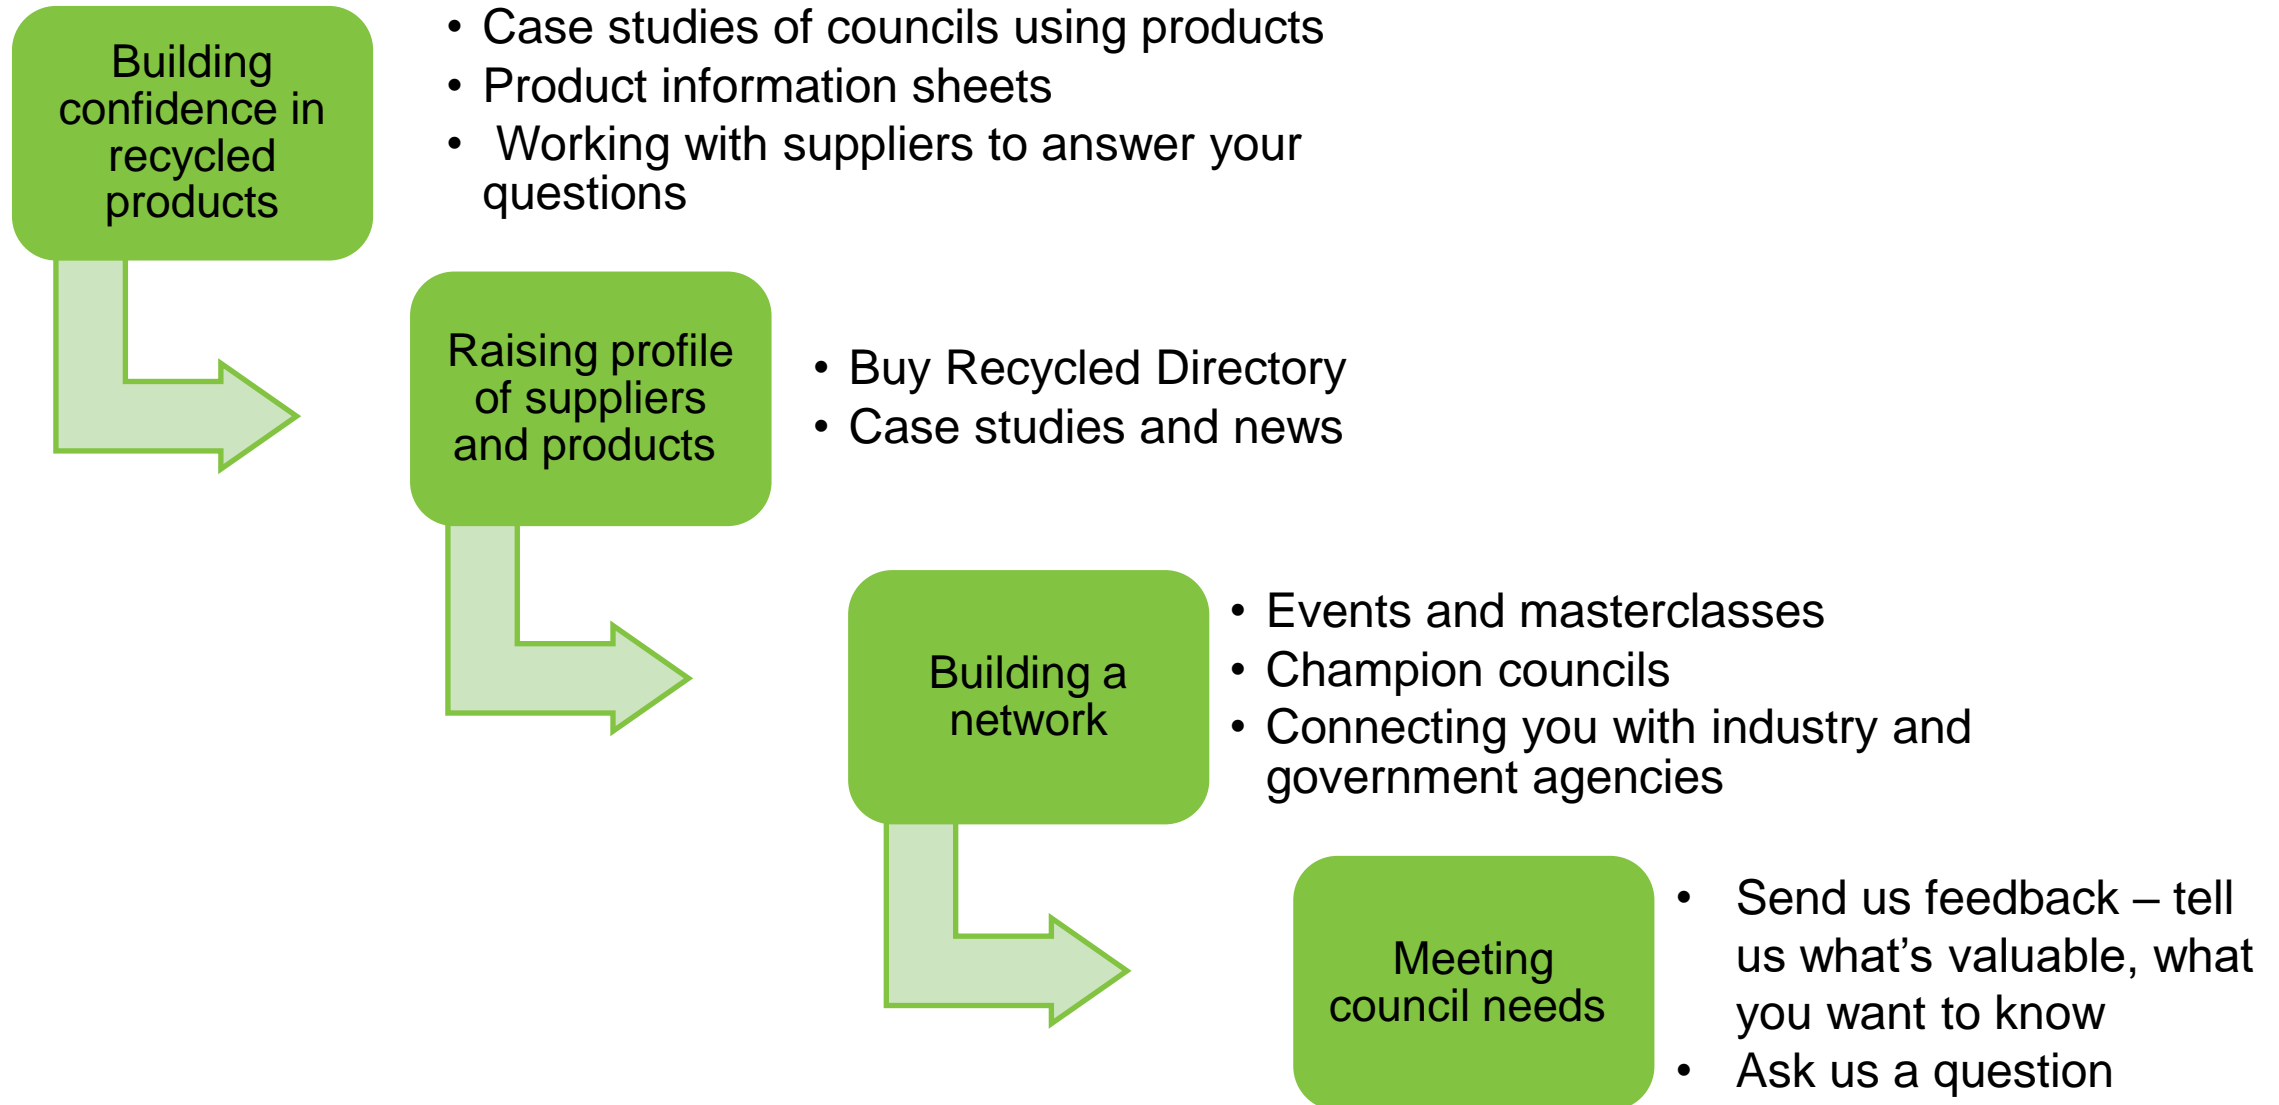 Building
confidence in
recycled
products
• Case studies of councils using products
• Product information sheets
• Working with suppliers to answer your
questions
Raising profile
of suppliers
and products
• Buy Recycled Directory
• Case studies and news
Building a
network
• Events and masterclasses
• Champion councils
• Connecting you with industry and
government agencies
Meeting
council needs
• Send us feedback – tell
us what’s valuable, what
you want to know
• Ask us a question